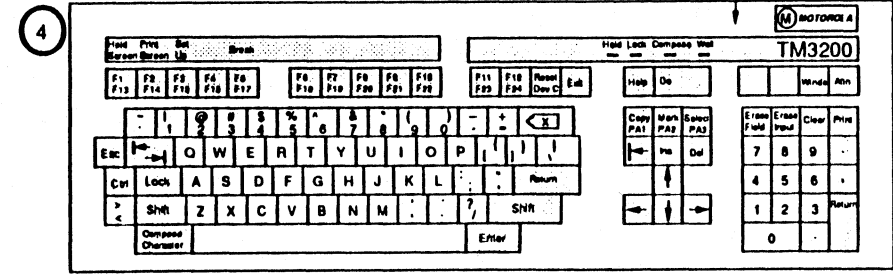 4
M MOTOROLA
TM3200
Hold Print Set
Screen Screen Up Break
Hold Lock Compose Wait
F1 F2 F3 F4 F5 F6 F7 F8 F9 F10 F11 F12 Reset Exit Help Do Window Attn
F13 F14 F15 F16 F17 F18 F19 F20 F21 F22 F23 F24 Dev C
~ | @ # $ % ^ & * ( ) - +
1 2 3 4 5 6 7 8 9 0 X
Copy Mark Select Erase Erase Clear Print
PA1 PA2 PA3 Field Input
Esc Q W E R T Y U I O P { } \ Ins Del 7 8 9
Ctrl Lock A S D F G H J K L : ; Return 4 5 6
> Shift Z X C V B N M ? Shift 1 2 3 Return
< /
Compose Enter 0 .
Character